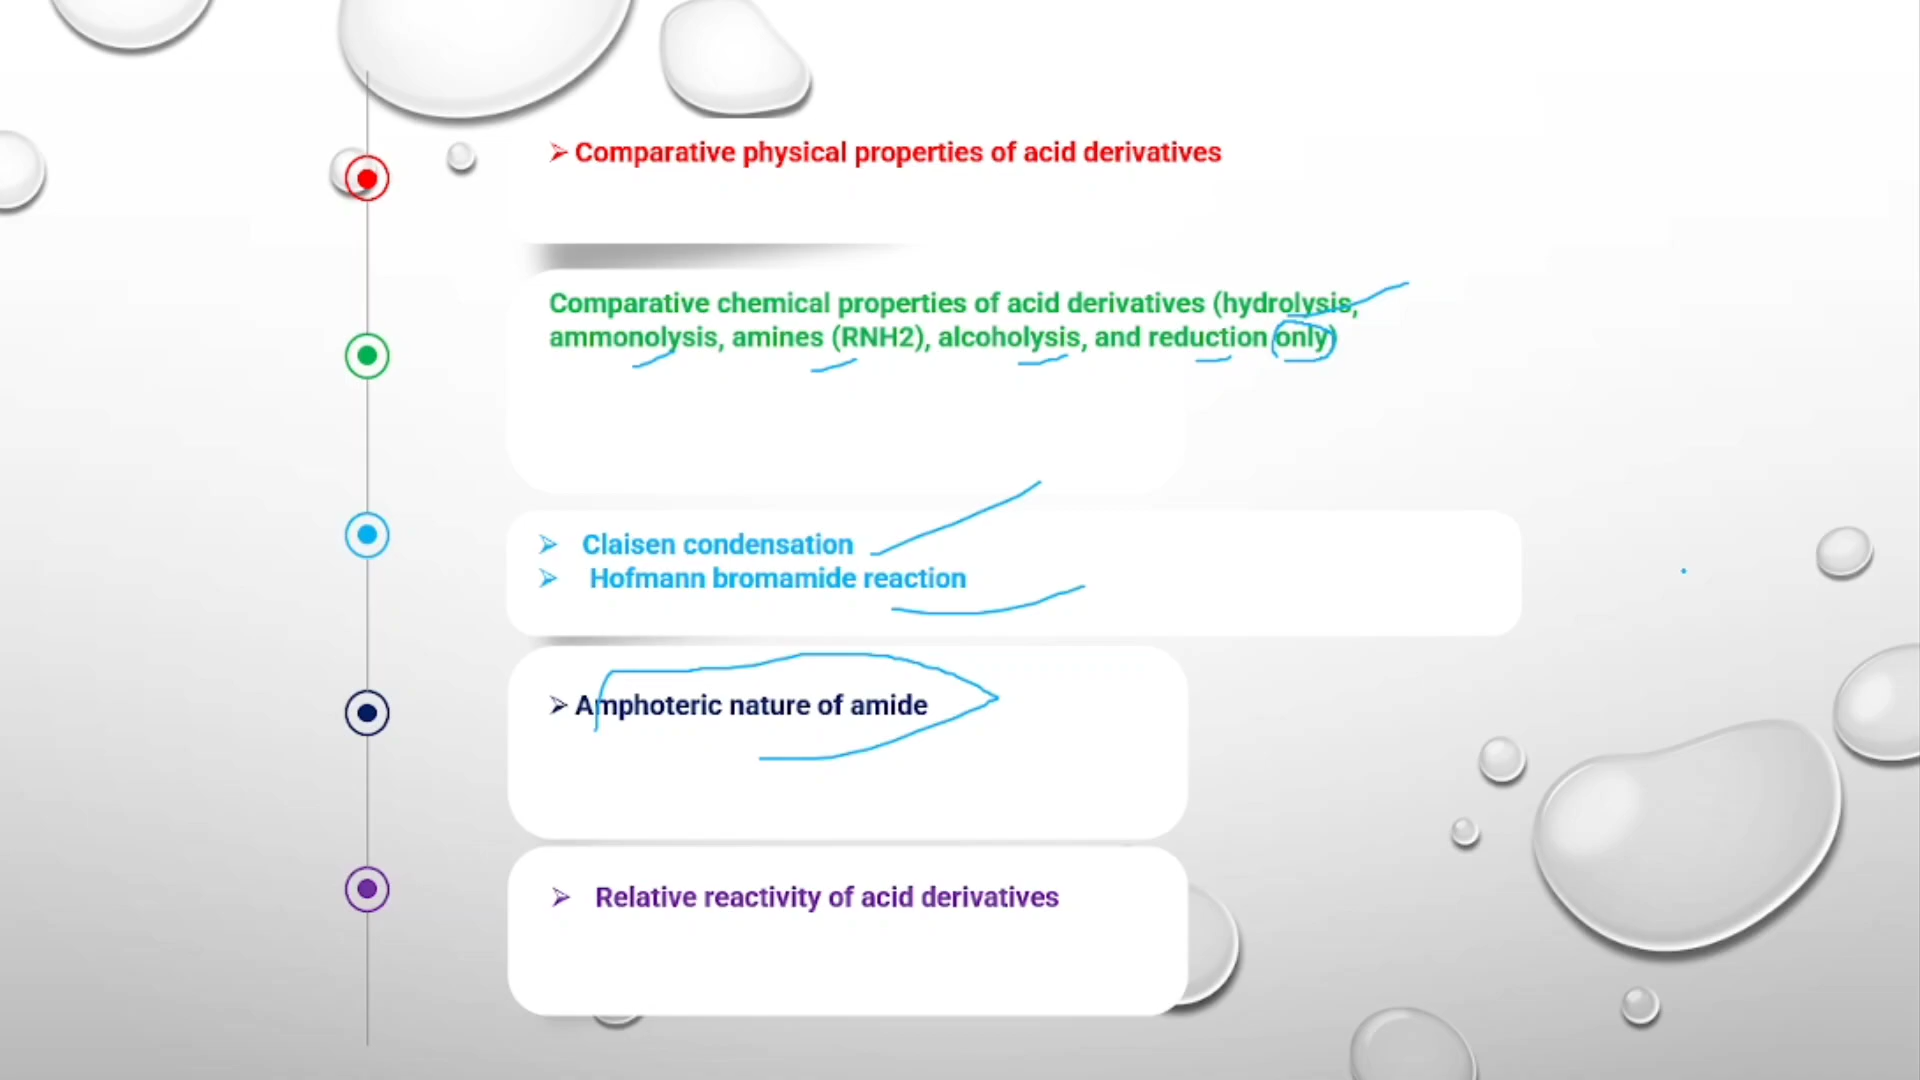 ➢ Comparative physical properties of acid derivatives
Comparative chemical properties of acid derivatives (hydrolysis,
ammonolysis, amines (RNH2), alcoholysis, and reduction only)
➢ Claisen condensation
➢ Hofmann bromamide reaction
➢ Amphoteric nature of amide
➢ Relative reactivity of acid derivatives